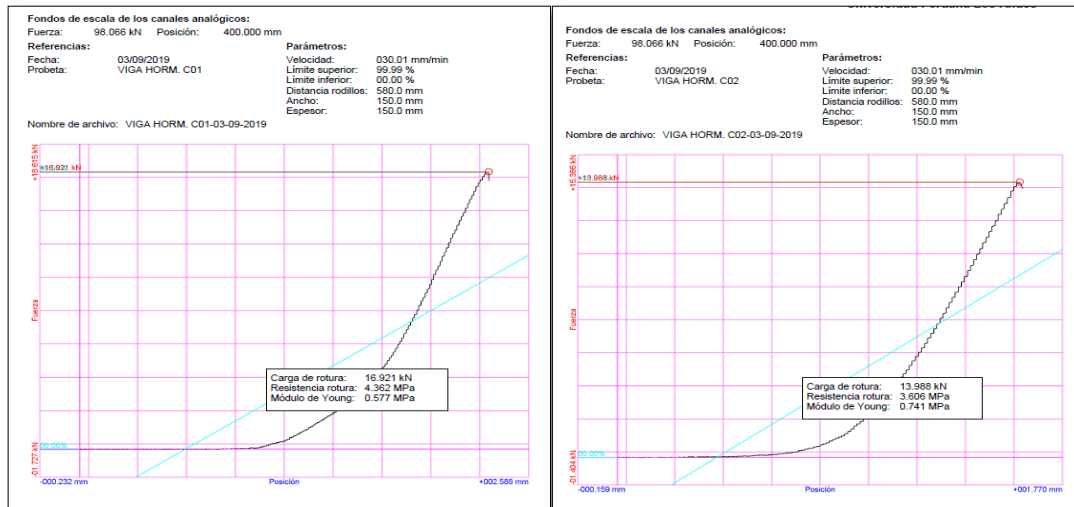 Fondos de escala de los canales analógicos:
Fuerza: 98.066 kN Posición: 400.000 mm
Referencias: Parámetros:
Fecha: 03/09/2019 Velocidad: 030.01 mm/min
Probeta: VIGA HORM. C01 Límite superior: 99.99 %
Límite inferior: 00.00 %
Distancia rodillos: 580.0 mm
Ancho: 150.0 mm
Espesor: 150.0 mm
Nombre de archivo: VIGA HORM. C01-03-09-2019
+18.615 kN
+16.921 kN
Fuerza
Carga de rotura: 16.921 kN
Resistencia rotura: 4.362 MPa
Módulo de Young: 0.577 MPa
00.00%
-01.727 kN
-000.232 mm Posición +002.588 mm
Fondos de escala de los canales analógicos:
Fuerza: 98.066 kN Posición: 400.000 mm
Referencias: Parámetros:
Fecha: 03/09/2019 Velocidad: 030.01 mm/min
Probeta: VIGA HORM. C02 Límite superior: 99.99 %
Límite inferior: 00.00 %
Distancia rodillos: 580.0 mm
Ancho: 150.0 mm
Espesor: 150.0 mm
Nombre de archivo: VIGA HORM. C02-03-09-2019
+15.386 kN
+13.988 kN
Fuerza
Carga de rotura: 13.988 kN
Resistencia rotura: 3.606 MPa
Módulo de Young: 0.741 MPa
00.00%
-01.404 kN
-000.159 mm Posición +001.770 mm